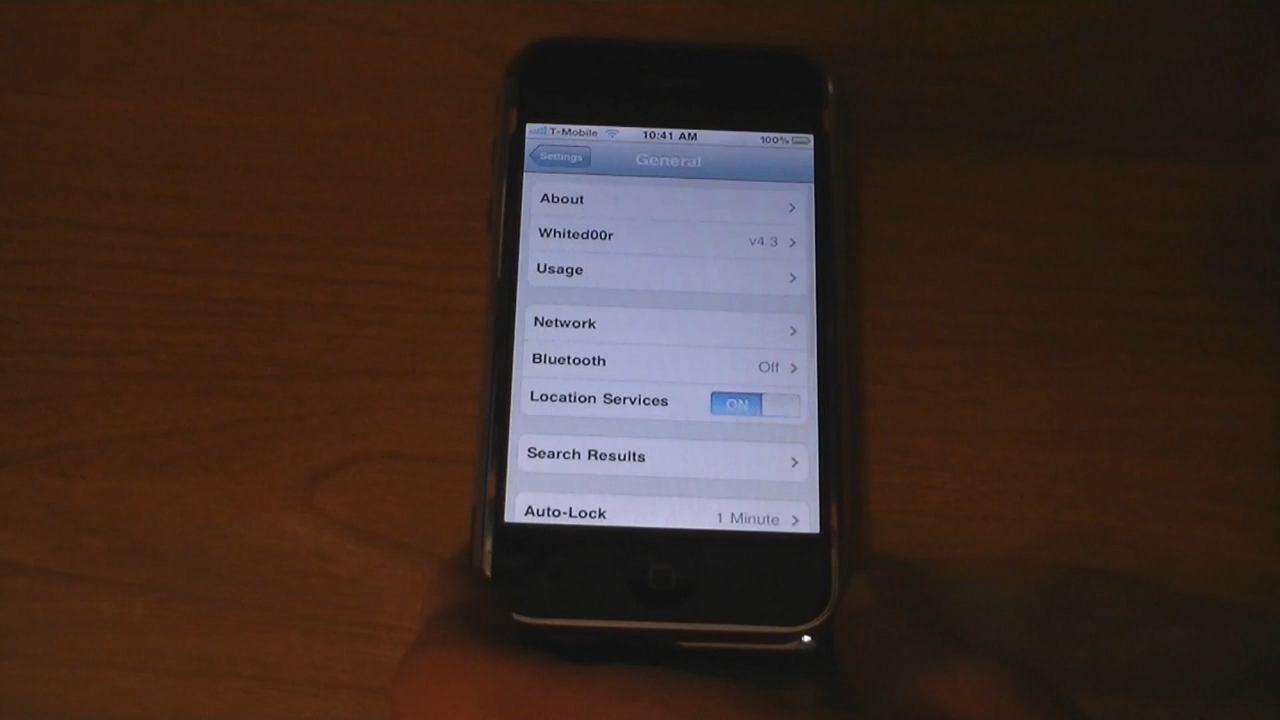 T-Mobile 10:41 AM 100%
Settings General
About
Whited00r v4.3
Usage
Network
Bluetooth Off
Location Services ON
Search Results
Auto-Lock 1 Minute